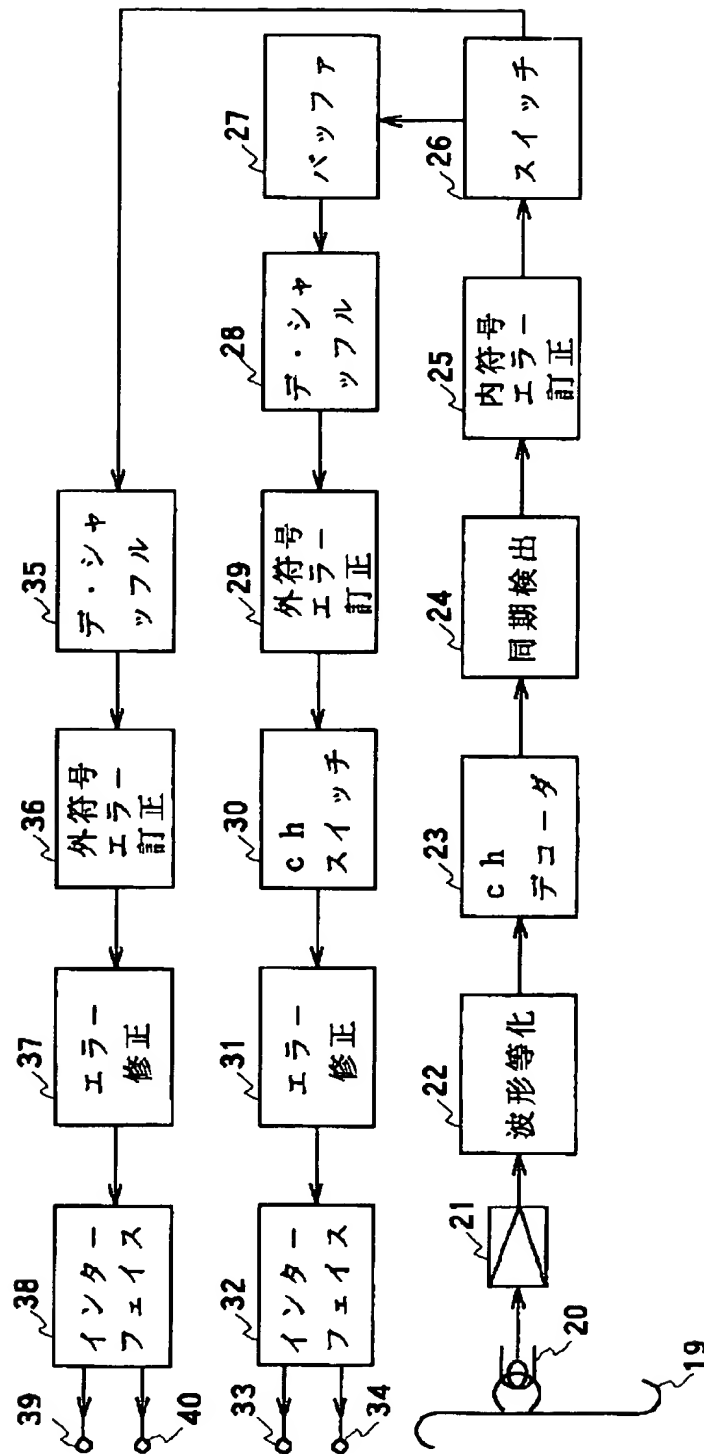 39
40
38
インター
フェイス
37
エラー
修正
36
外符号
エラー
訂正
35
デ・シャ
ッフル
33
34
32
インター
フェイス
31
エラー
修正
30
ch
スイッチ
29
外符号
エラー
訂正
28
デ・シャ
ッフル
27
バッファ
19
20
21
22
波形等化
23
ch
デコーダ
24
同期検出
25
内符号
エラー
訂正
26
スイッチ